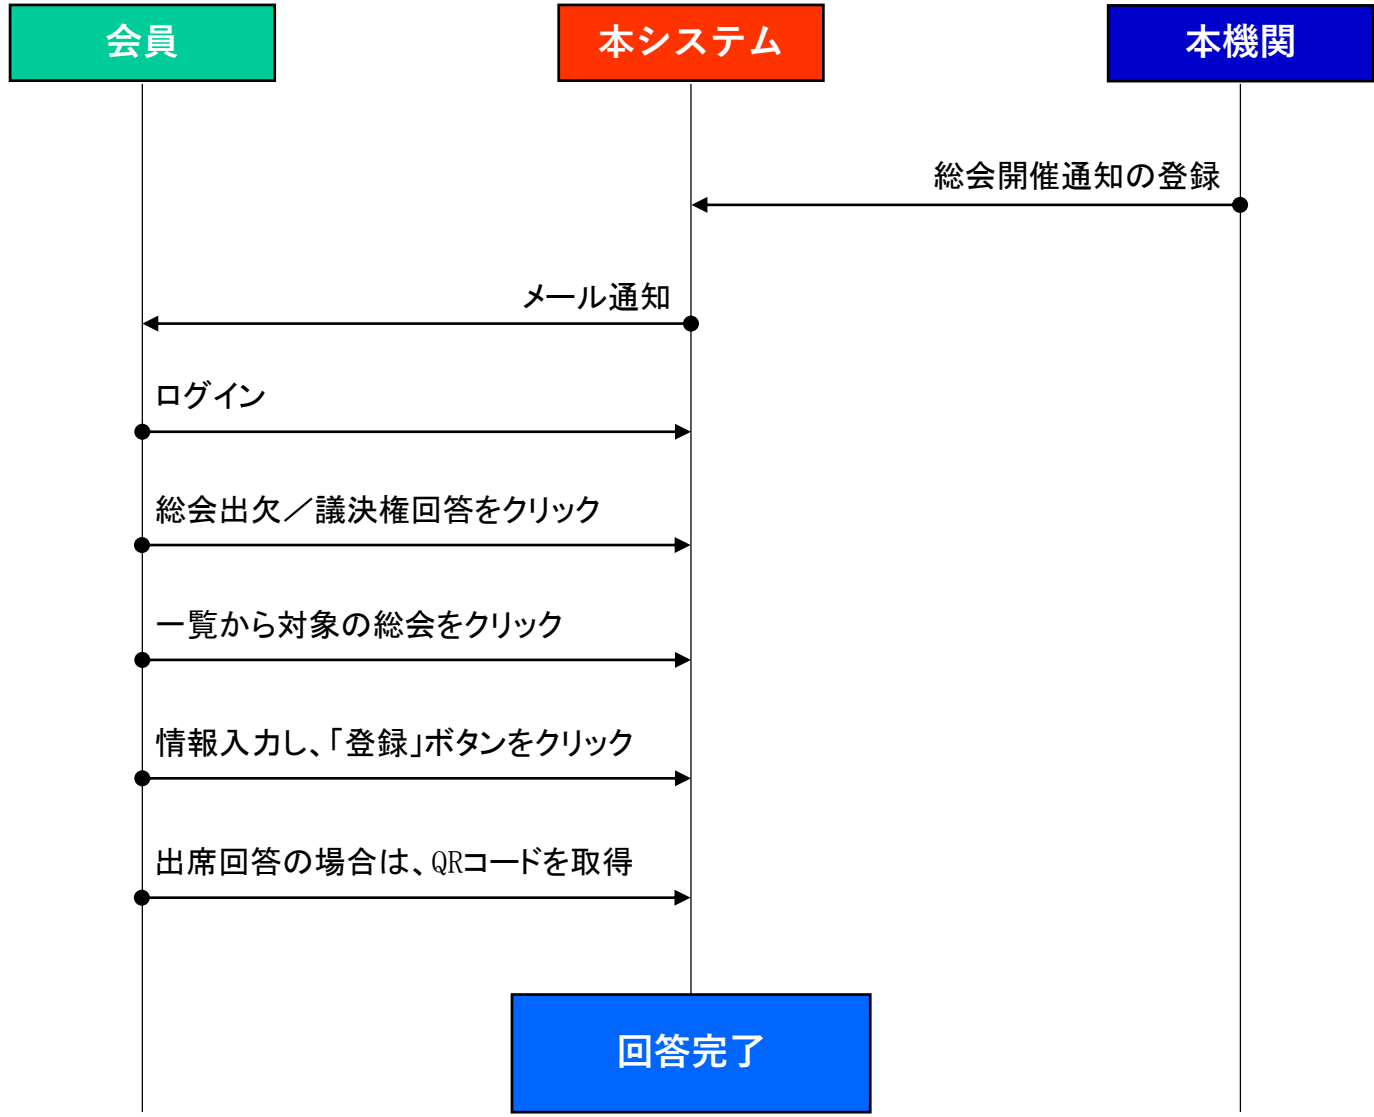 会員
本システム
本機関
総会開催通知の登録
メール通知
ログイン
総会出欠／議決権回答をクリック
一覧から対象の総会をクリック
情報入力し、「登録」ボタンをクリック
出席回答の場合は、QRコードを取得
回答完了